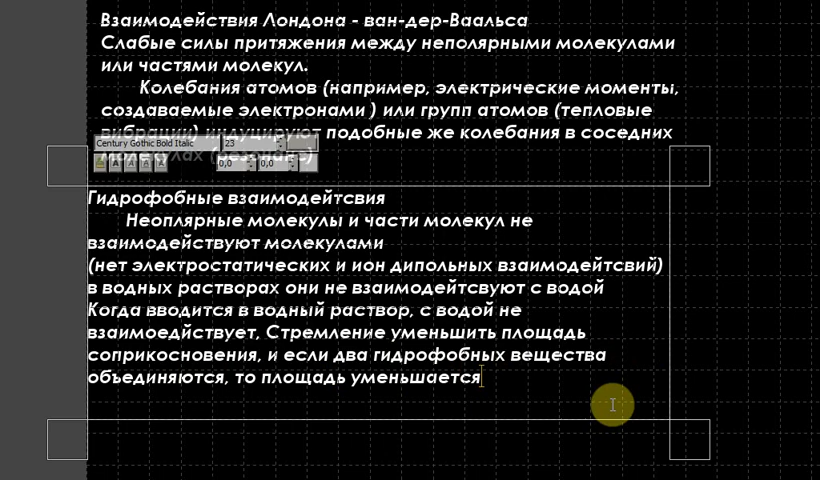 Взаимодействия Лондона - ван-дер-Ваальса
Слабые силы притяжения между неполярными молекулами
или частями молекул.
Колебания атомов (например, электрические моменты,
создаваемые электронами ) или групп атомов (тепловые
вибрации) индуцируют подобные же колебания в соседних
Century Gothic Bold Italic 23
молекулах (резонанс)
0,0 0,0
Гидрофобные взаимодейтсвия
Неоплярные молекулы и части молекул не
взаимодействуют молекулами
(нет электростатических и ион дипольных взаимодейтсвий)
в водных растворах они не взаимодейтсвуют с водой
Когда вводится в водный раствор, с водой не
взаимоедйствует, Стремление уменьшить площадь
соприкосновения, и если два гидрофобных вещества
объединяются, то площадь уменьшается